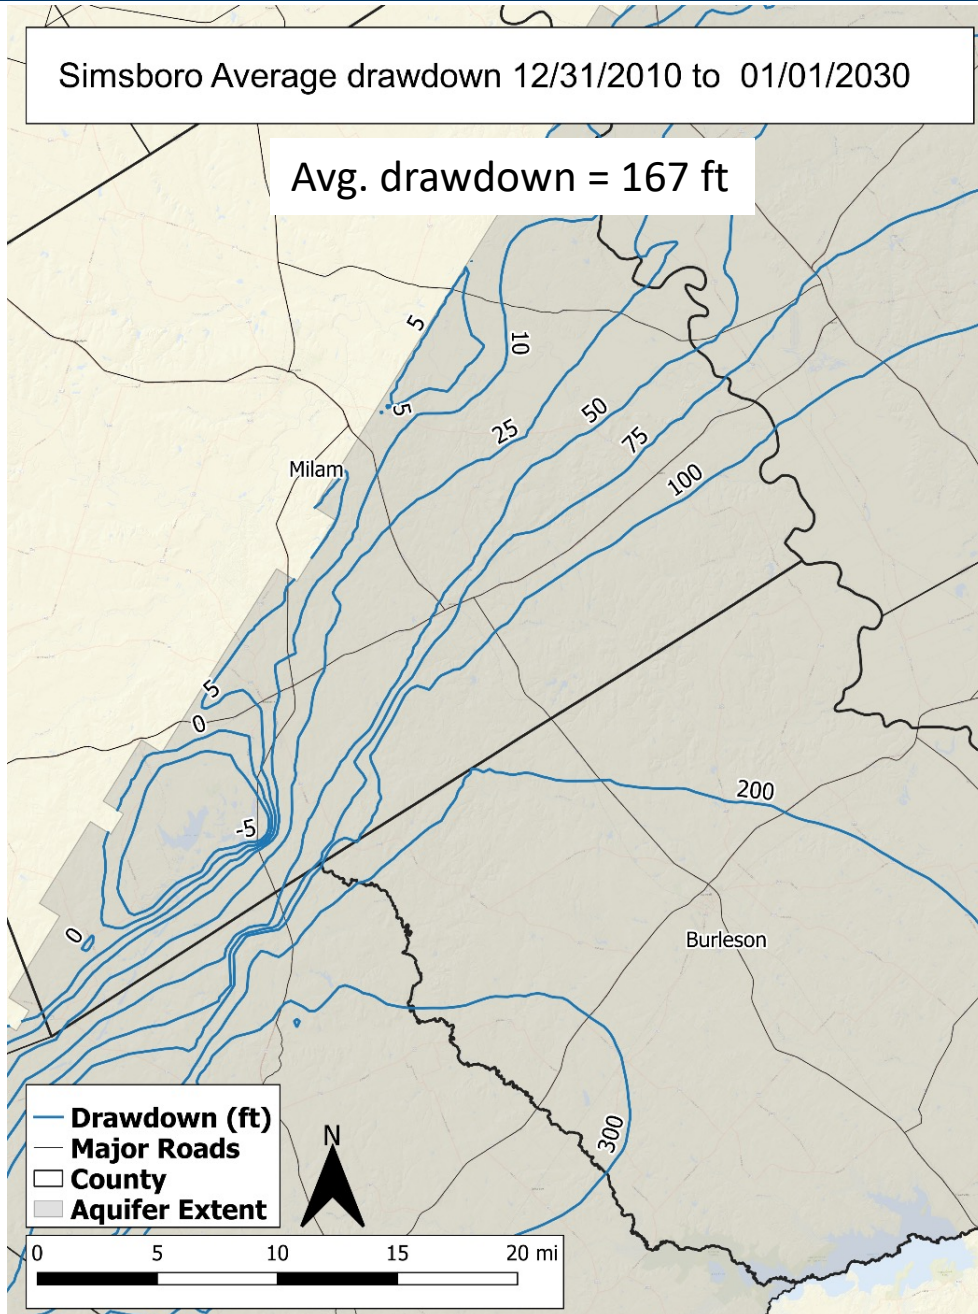 Simsboro Average drawdown 12/31/2010 to 01/01/2030
Avg. drawdown = 167 ft
5
10
5
25
50
75
100
Milam
5
0
-5
200
0
Burleson
300
Drawdown (ft)
Major Roads
County
Aquifer Extent
N
0 5 10 15 20 mi